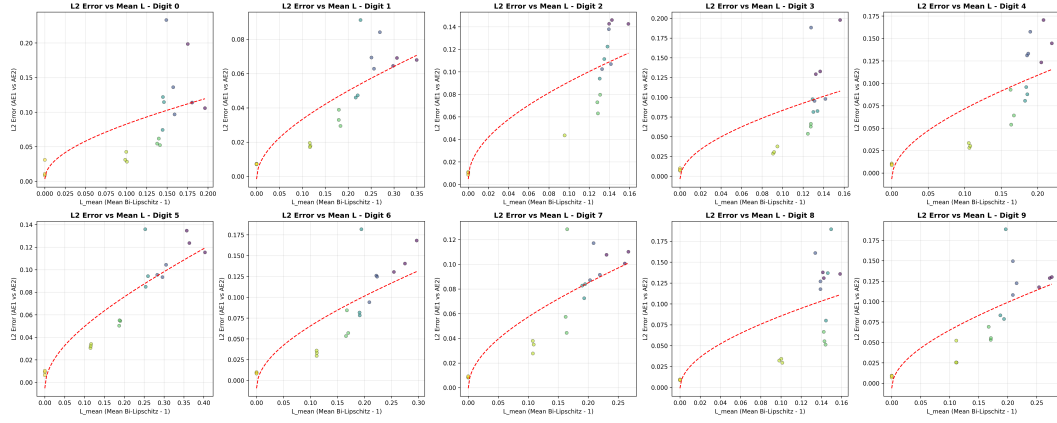 L2 Error vs Mean L - Digit 0
L2 Error (AE1 vs AE2)
0.20
0.15
0.10
0.05
0.00
0.000 0.025 0.050 0.075 0.100 0.125 0.150 0.175 0.200
L_mean (Mean Bi-Lipschitz - 1)
L2 Error vs Mean L - Digit 1
L2 Error (AE1 vs AE2)
0.08
0.06
0.04
0.02
0.00
0.00 0.05 0.10 0.15 0.20 0.25 0.30 0.35
L_mean (Mean Bi-Lipschitz - 1)
L2 Error vs Mean L - Digit 2
L2 Error (AE1 vs AE2)
0.14
0.12
0.10
0.08
0.06
0.04
0.02
0.00
0.00 0.02 0.04 0.06 0.08 0.10 0.12 0.14 0.16
L_mean (Mean Bi-Lipschitz - 1)
L2 Error vs Mean L - Digit 3
L2 Error (AE1 vs AE2)
0.200
0.175
0.150
0.125
0.100
0.075
0.050
0.025
0.000
0.00 0.02 0.04 0.06 0.08 0.10 0.12 0.14 0.16
L_mean (Mean Bi-Lipschitz - 1)
L2 Error vs Mean L - Digit 4
L2 Error (AE1 vs AE2)
0.175
0.150
0.125
0.100
0.075
0.050
0.025
0.000
0.00 0.05 0.10 0.15 0.20
L_mean (Mean Bi-Lipschitz - 1)
L2 Error vs Mean L - Digit 5
L2 Error (AE1 vs AE2)
0.14
0.12
0.10
0.08
0.06
0.04
0.02
0.00
0.00 0.05 0.10 0.15 0.20 0.25 0.30 0.35 0.40
L_mean (Mean Bi-Lipschitz - 1)
L2 Error vs Mean L - Digit 6
L2 Error (AE1 vs AE2)
0.175
0.150
0.125
0.100
0.075
0.050
0.025
0.000
0.00 0.05 0.10 0.15 0.20 0.25 0.30
L_mean (Mean Bi-Lipschitz - 1)
L2 Error vs Mean L - Digit 7
L2 Error (AE1 vs AE2)
0.12
0.10
0.08
0.06
0.04
0.02
0.00
0.00 0.05 0.10 0.15 0.20 0.25
L_mean (Mean Bi-Lipschitz - 1)
L2 Error vs Mean L - Digit 8
L2 Error (AE1 vs AE2)
0.175
0.150
0.125
0.100
0.075
0.050
0.025
0.000
0.00 0.02 0.04 0.06 0.08 0.10 0.12 0.14 0.16
L_mean (Mean Bi-Lipschitz - 1)
L2 Error vs Mean L - Digit 9
L2 Error (AE1 vs AE2)
0.175
0.150
0.125
0.100
0.075
0.050
0.025
0.000
0.00 0.05 0.10 0.15 0.20 0.25
L_mean (Mean Bi-Lipschitz - 1)